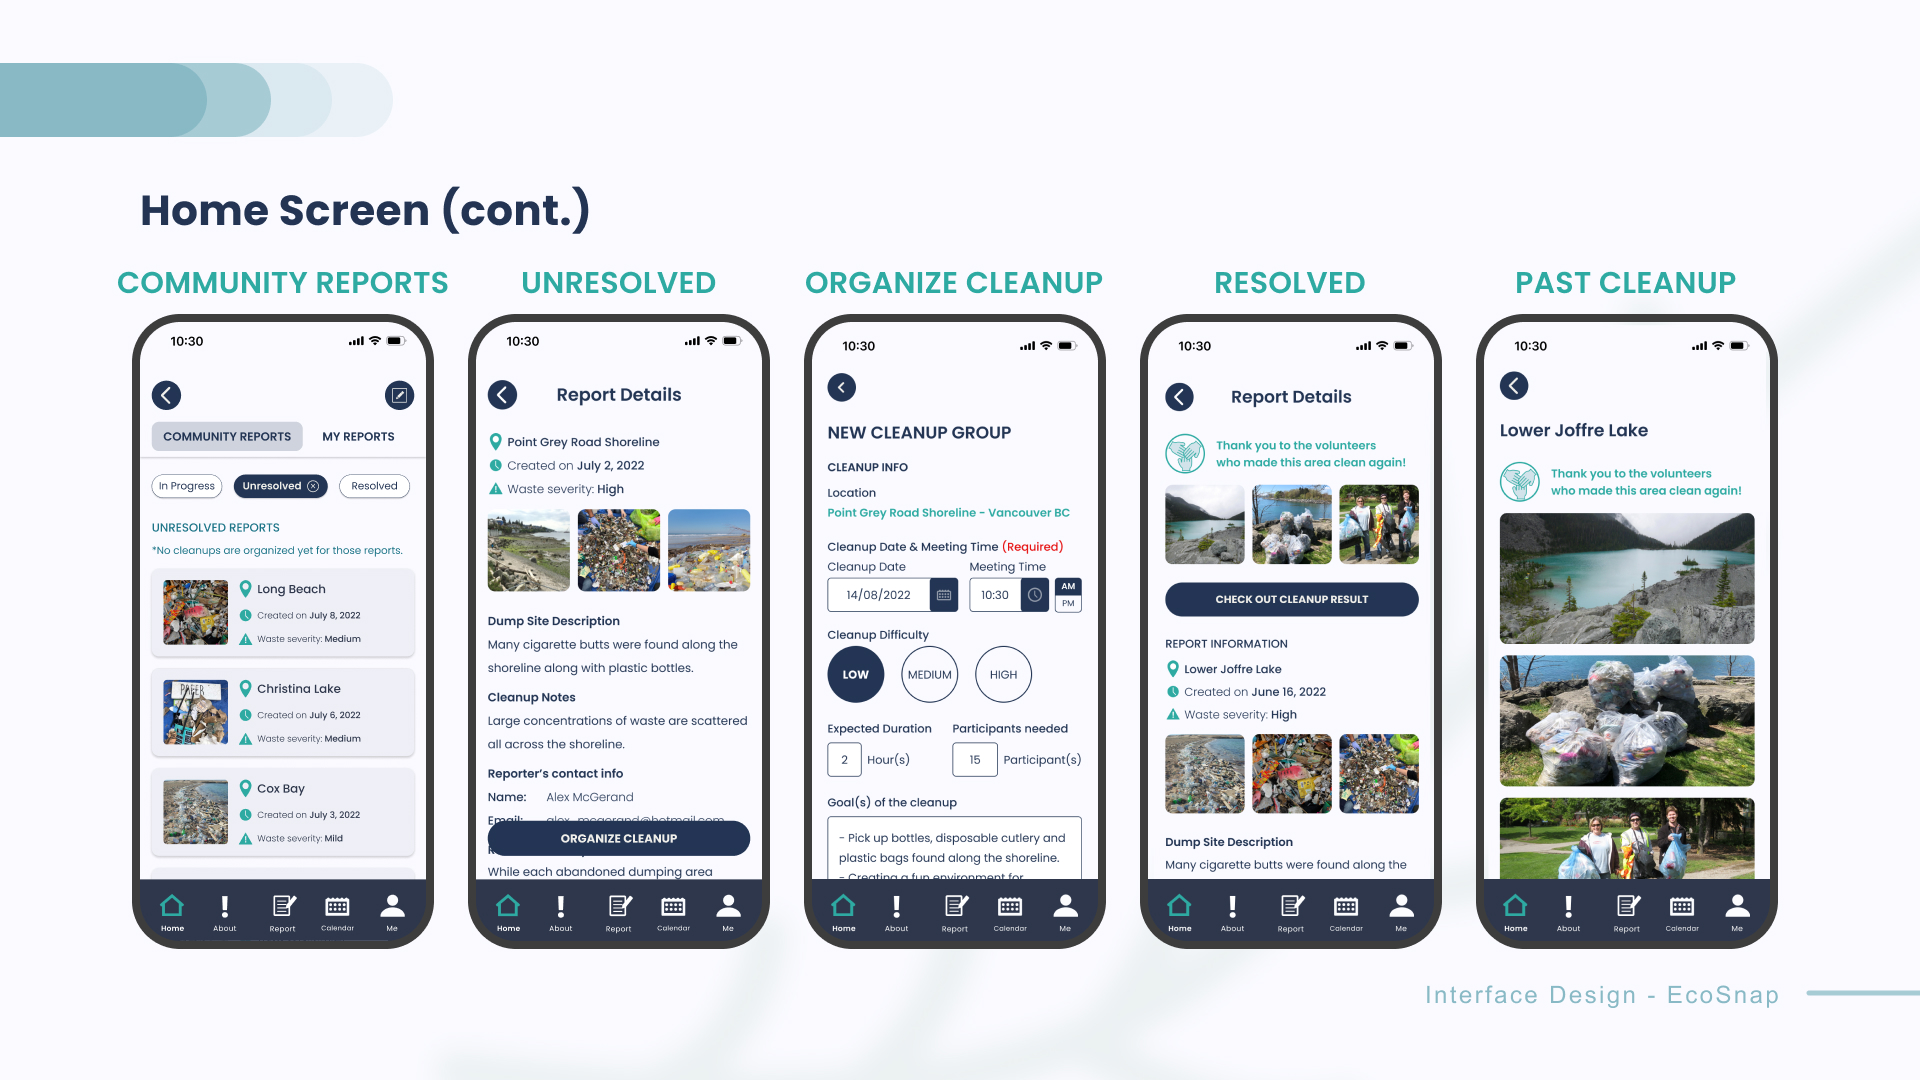 Home Screen (cont.)
COMMUNITY REPORTS
10:30
COMMUNITY REPORTS MY REPORTS
In Progress Unresolved Resolved
UNRESOLVED REPORTS
*No cleanups are organized yet for those reports.
Long Beach
Created on July 8, 2022
Waste severity: Medium
PAPER
Christina Lake
Created on July 6, 2022
Waste severity: Medium
Cox Bay
Created on July 3, 2022
Waste severity: Mild
Home About Report Calendar Me
UNRESOLVED
10:30
Report Details
Point Grey Road Shoreline
Created on July 2, 2022
Waste severity: High
Dump Site Description
Many cigarette butts were found along the
shoreline along with plastic bottles.
Cleanup Notes
Large concentrations of waste are scattered
all across the shoreline.
Reporter's contact info
Name: Alex McGerand
Email: alex_mcgerand@hotmail.com
ORGANIZE CLEANUP
While each abandoned dumping area
Home About Report Calendar Me
ORGANIZE CLEANUP
10:30
NEW CLEANUP GROUP
CLEANUP INFO
Location
Point Grey Road Shoreline - Vancouver BC
Cleanup Date & Meeting Time (Required)
Cleanup Date Meeting Time
14/08/2022 10:30 AM
PM
Cleanup Difficulty
LOW MEDIUM HIGH
Expected Duration Participants needed
2 Hour(s) 15 Participant(s)
Goal(s) of the cleanup
- Pick up bottles, disposable cutlery and
plastic bags found along the shoreline.
- Creating a fun environment for
Home About Report Calendar Me
RESOLVED
10:30
Report Details
Thank you to the volunteers
who made this area clean again!
CHECK OUT CLEANUP RESULT
REPORT INFORMATION
Lower Joffre Lake
Created on June 16, 2022
Waste severity: High
Dump Site Description
Many cigarette butts were found along the
Home About Report Calendar Me
PAST CLEANUP
10:30
Lower Joffre Lake
Thank you to the volunteers
who made this area clean again!
Home About Report Calendar Me
Interface Design - EcoSnap